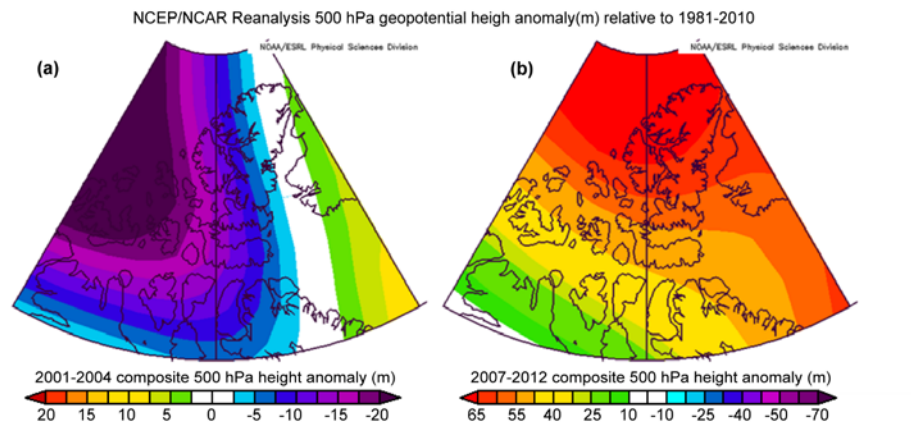 NCEP/NCAR Reanalysis 500 hPa geopotential heigh anomaly(m) relative to 1981-2010
NOAA/ESRL Physical Sciences Division
(a)
2001-2004 composite 500 hPa height anomaly (m)
20 15 10 5 0 -5 -10 -15 -20
NOAA/ESRL Physical Sciences Division
(b)
2007-2012 composite 500 hPa height anomaly (m)
65 55 40 25 10 -10 -25 -40 -50 -70